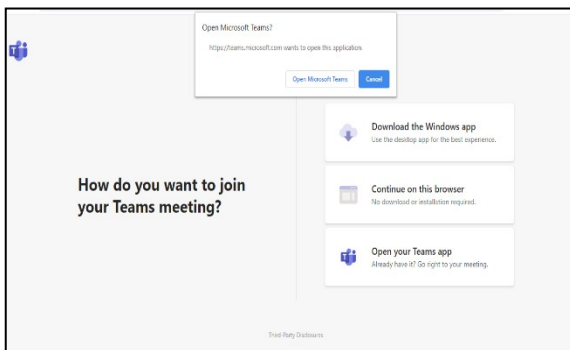 Open Microsoft Teams?
https://teams.microsoft.com wants to open this application.
Open Microsoft Teams
Cancel
How do you want to join
your Teams meeting?
Download the Windows app
Use the desktop app for the best experience.
Continue on this browser
No download or installation required.
Open your Teams app
Already have it? Go right to your meeting.
Third-Party Disclosures